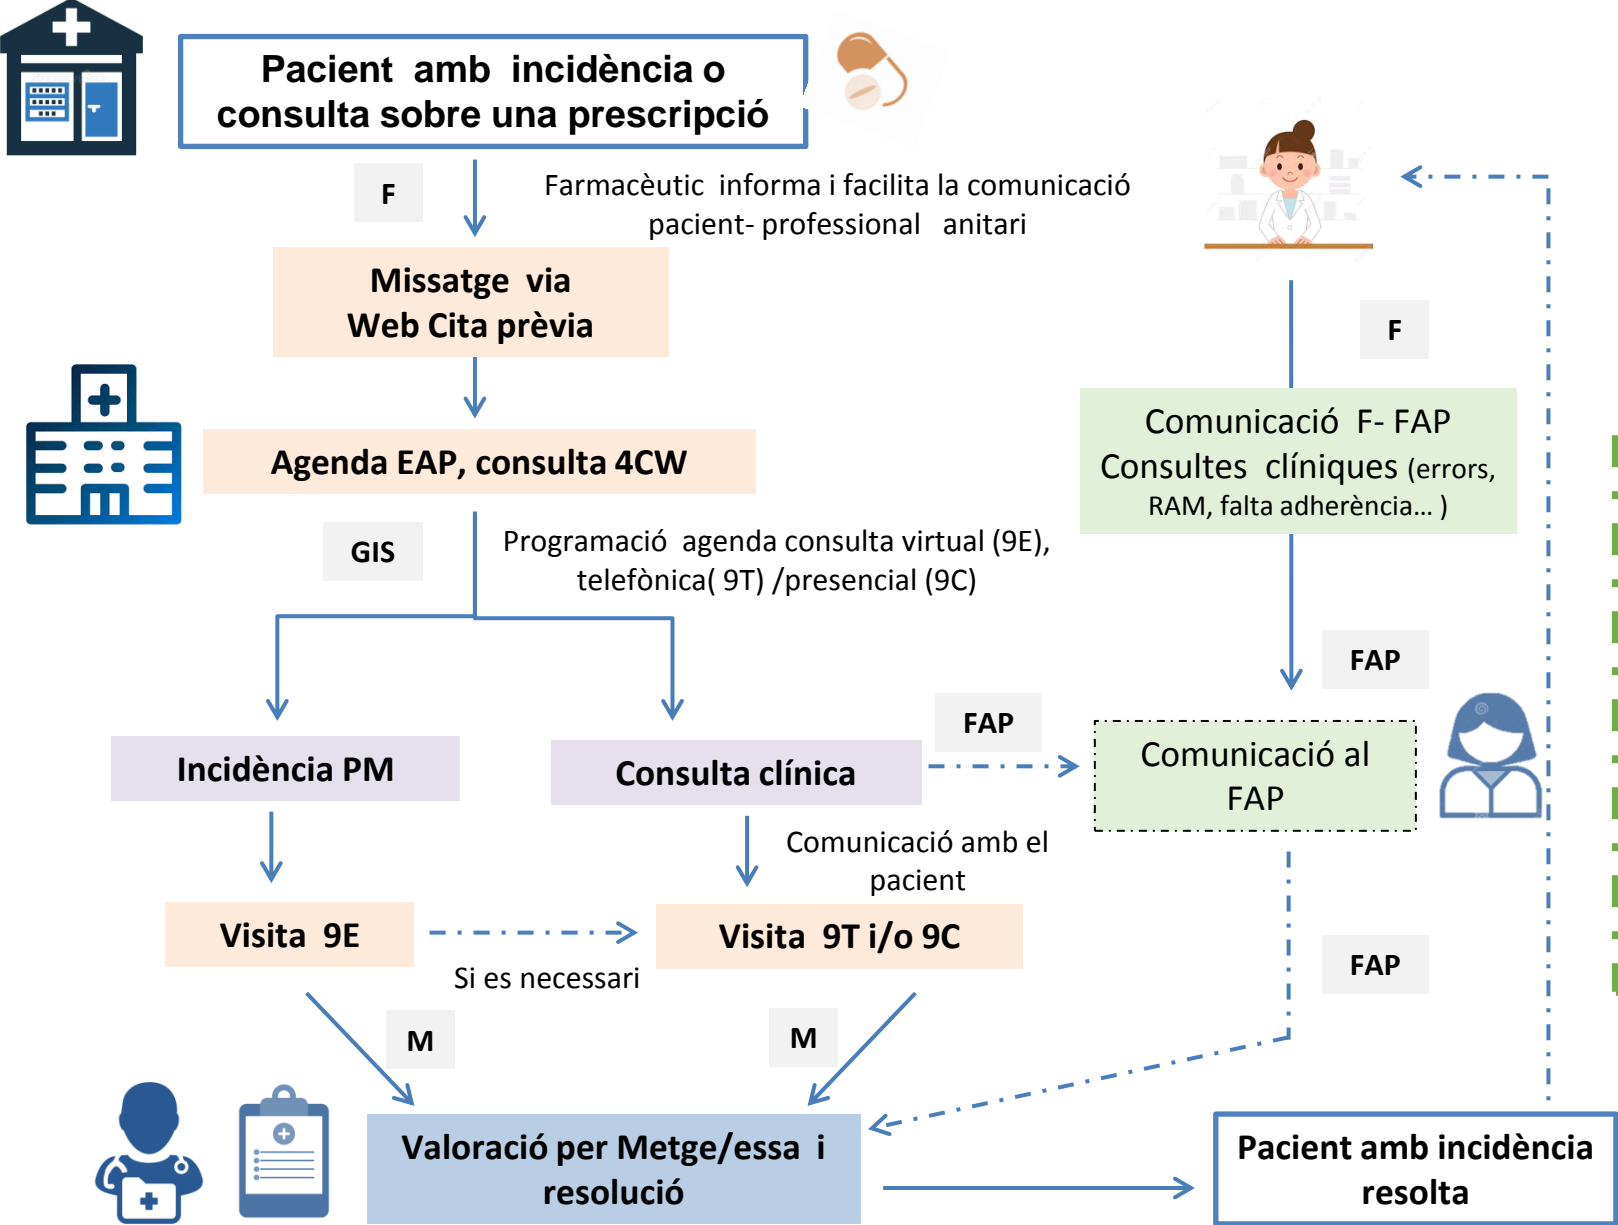 Pacient amb incidència o
consulta sobre una prescripció
F
Farmacèutic informa i facilita la comunicació
pacient- professional anitari
Missatge via
Web Cita prèvia
F
Agenda EAP, consulta 4CW
Comunicació F- FAP
Consultes clíniques (errors,
RAM, falta adherència... )
GIS
Programació agenda consulta virtual (9E),
telefònica( 9T) /presencial (9C)
FAP
FAP
Incidència PM
Consulta clínica
Comunicació al
FAP
Comunicació amb el
pacient
Visita 9E
Si es necessari
Visita 9T i/o 9C
FAP
M
M
Valoració per Metge/essa i
resolució
Pacient amb incidència
resolta